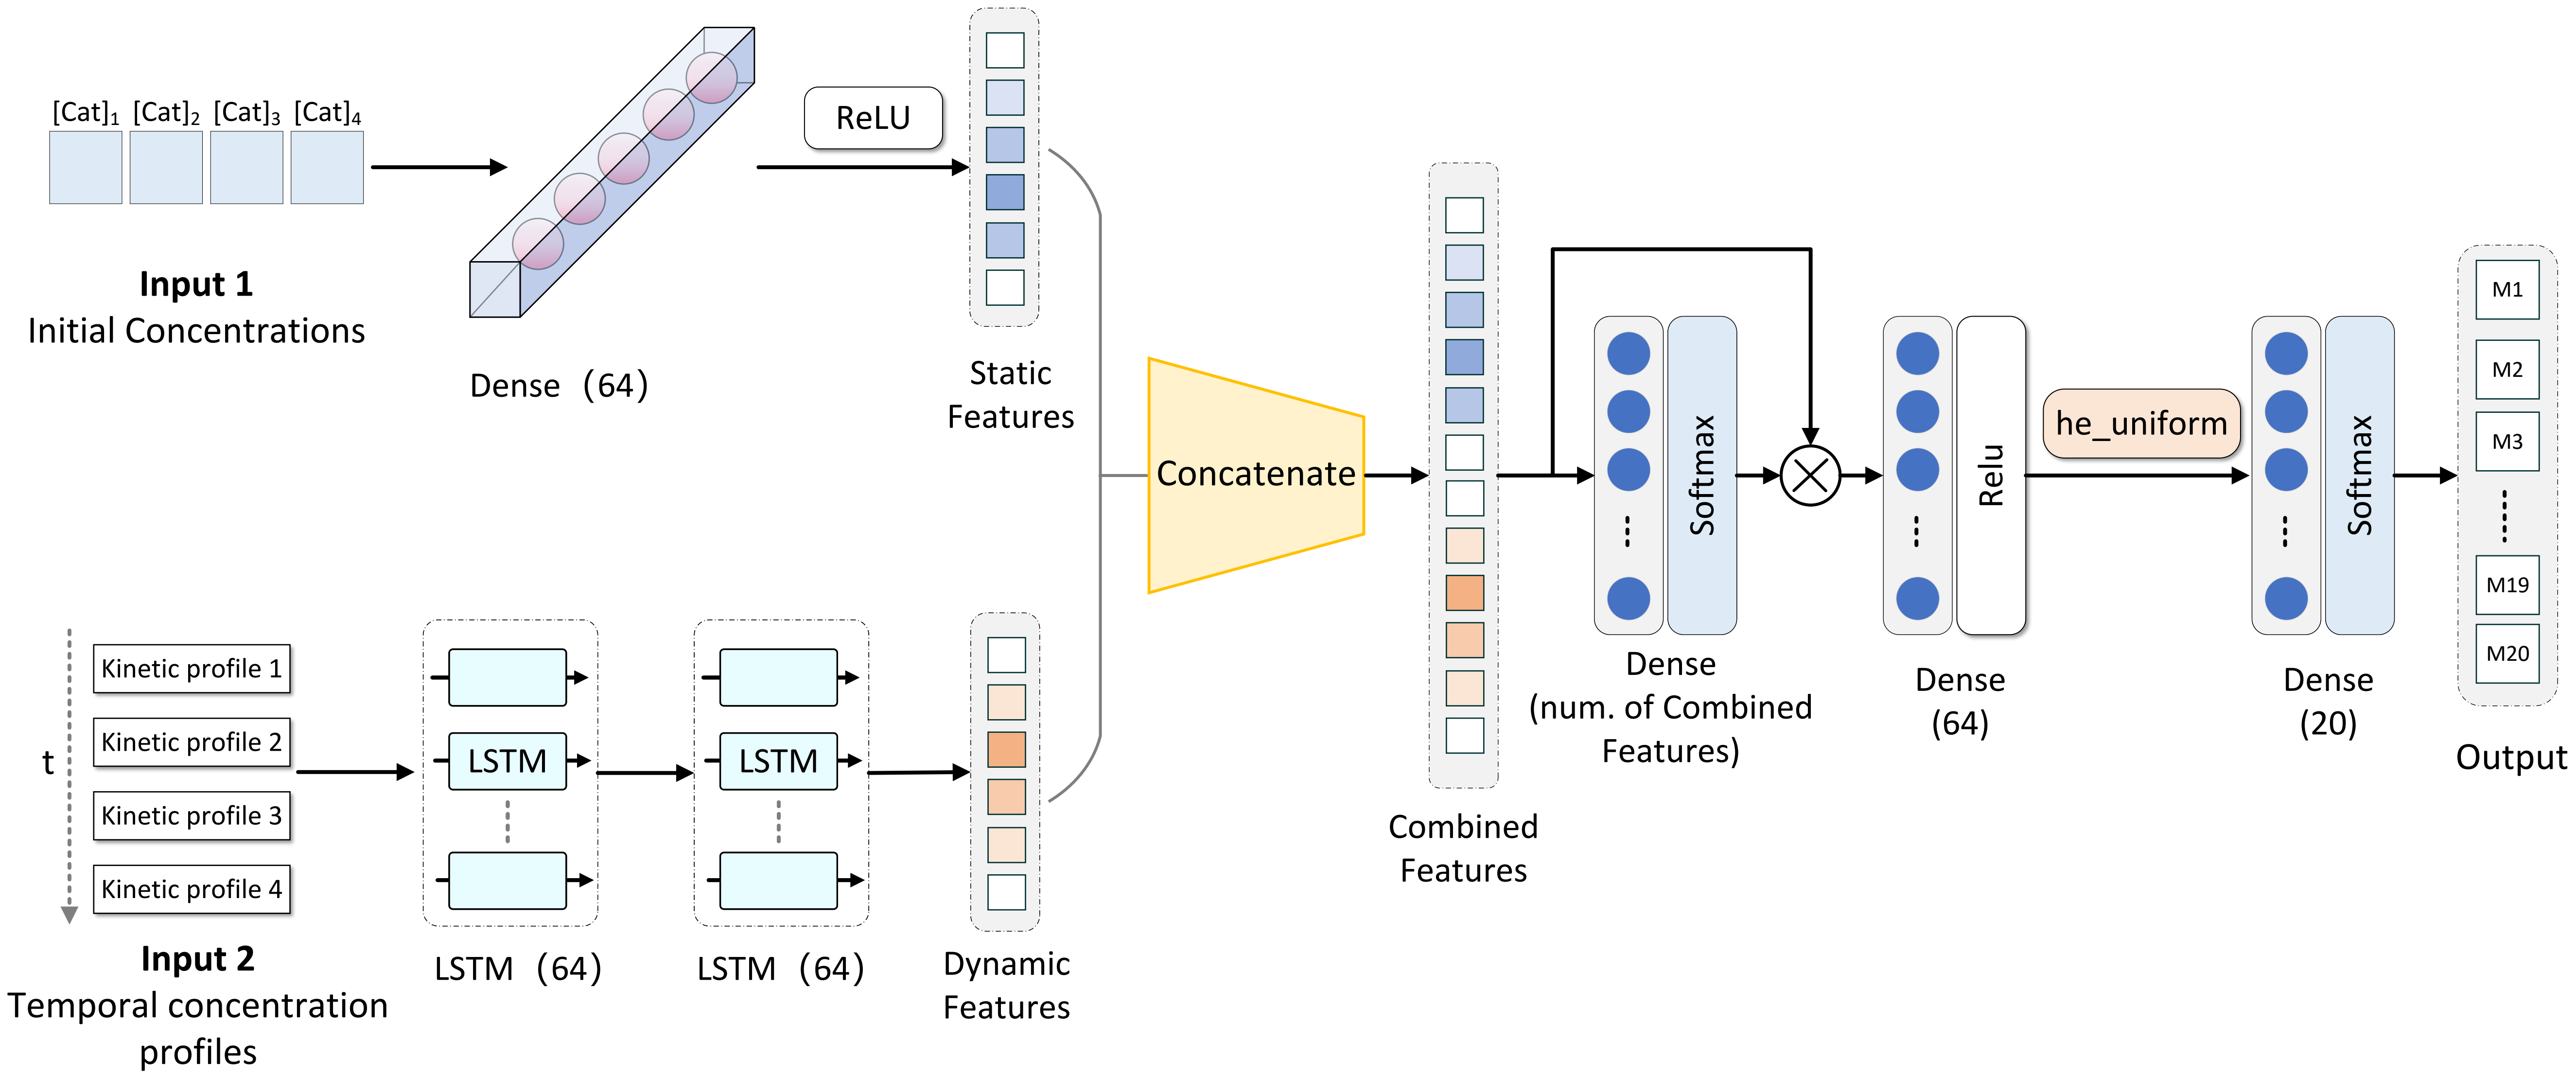 [Cat]1 [Cat]2 [Cat]3 [Cat]4
Input 1
Initial Concentrations
Dense (64)
ReLU
Static
Features
t
Kinetic profile 1
Kinetic profile 2
Kinetic profile 3
Kinetic profile 4
Input 2
Temporal concentration
profiles
LSTM
LSTM (64)
LSTM
LSTM (64)
Dynamic
Features
Concatenate
Combined
Features
Softmax
Dense
(num. of Combined
Features)
Relu
Dense
(64)
he_uniform
Softmax
Dense
(20)
M1
M2
M3
M19
M20
Output